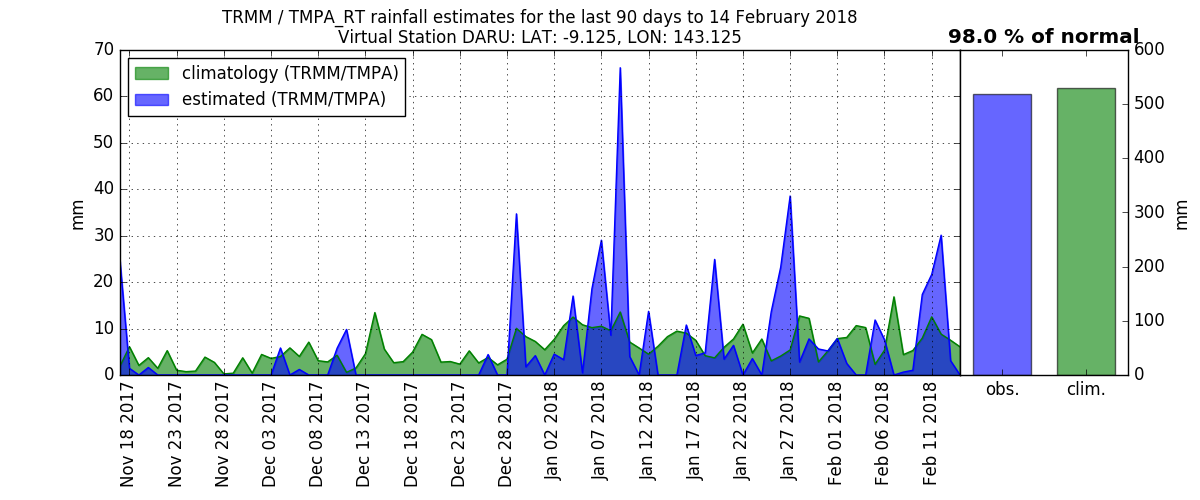 TRMM / TMPA_RT rainfall estimates for the last 90 days to 14 February 2018
Virtual Station DARU: LAT: -9.125, LON: 143.125
98.0 % of normal
climatology (TRMM/TMPA)
estimated (TRMM/TMPA)
70
60
50
40
30
20
10
0
mm
600
500
400
300
200
100
0
mm
Nov 18 2017
Nov 23 2017
Nov 28 2017
Dec 03 2017
Dec 08 2017
Dec 13 2017
Dec 18 2017
Dec 23 2017
Dec 28 2017
Jan 02 2018
Jan 07 2018
Jan 12 2018
Jan 17 2018
Jan 22 2018
Jan 27 2018
Feb 01 2018
Feb 06 2018
Feb 11 2018
obs.
clim.